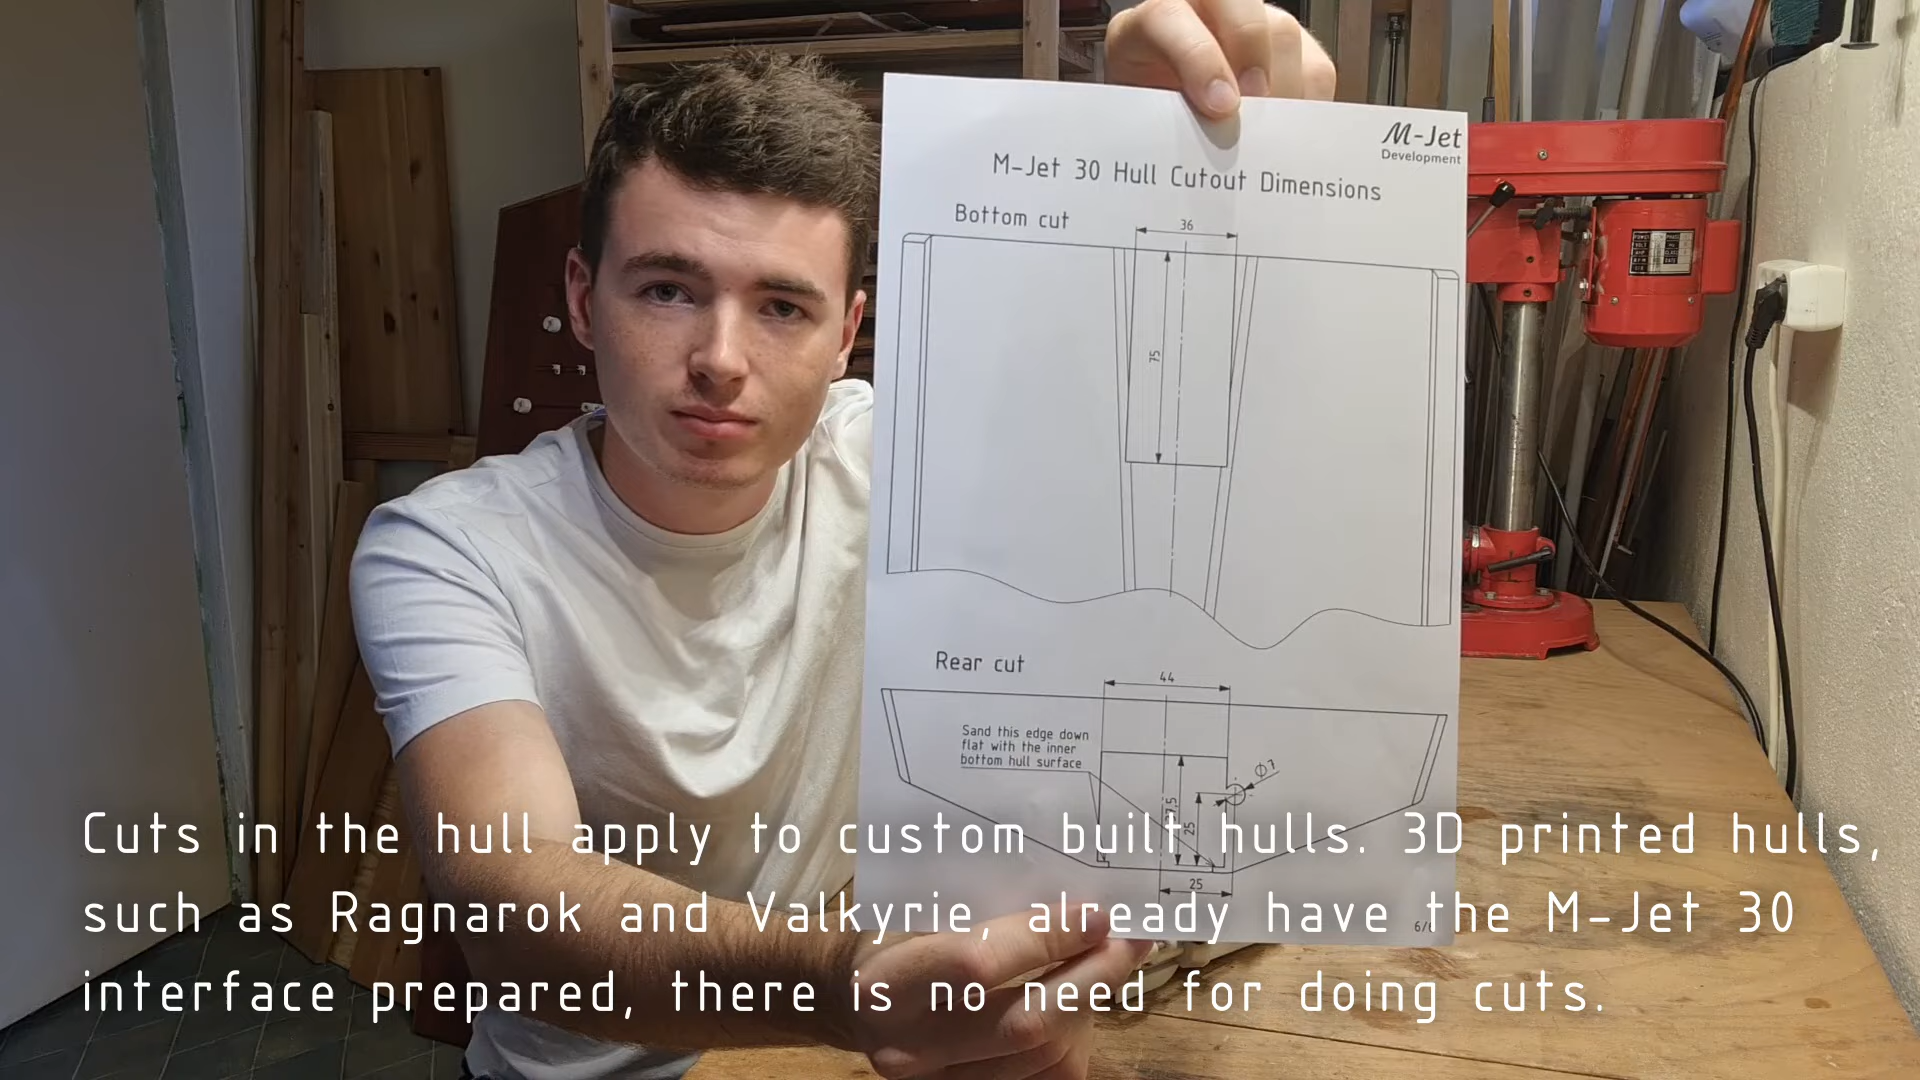 M-Jet
Development
M-Jet 30 Hull Cutout Dimensions
Bottom cut
36
75
Rear cut
44
Sand this edge down
flat with the inner
bottom hull surface
Ø7
25
25
Cuts in the hull apply to custom built hulls. 3D printed hulls,
such as Ragnarok and Valkyrie, already have the M-Jet 30
interface prepared, there is no need for doing cuts.